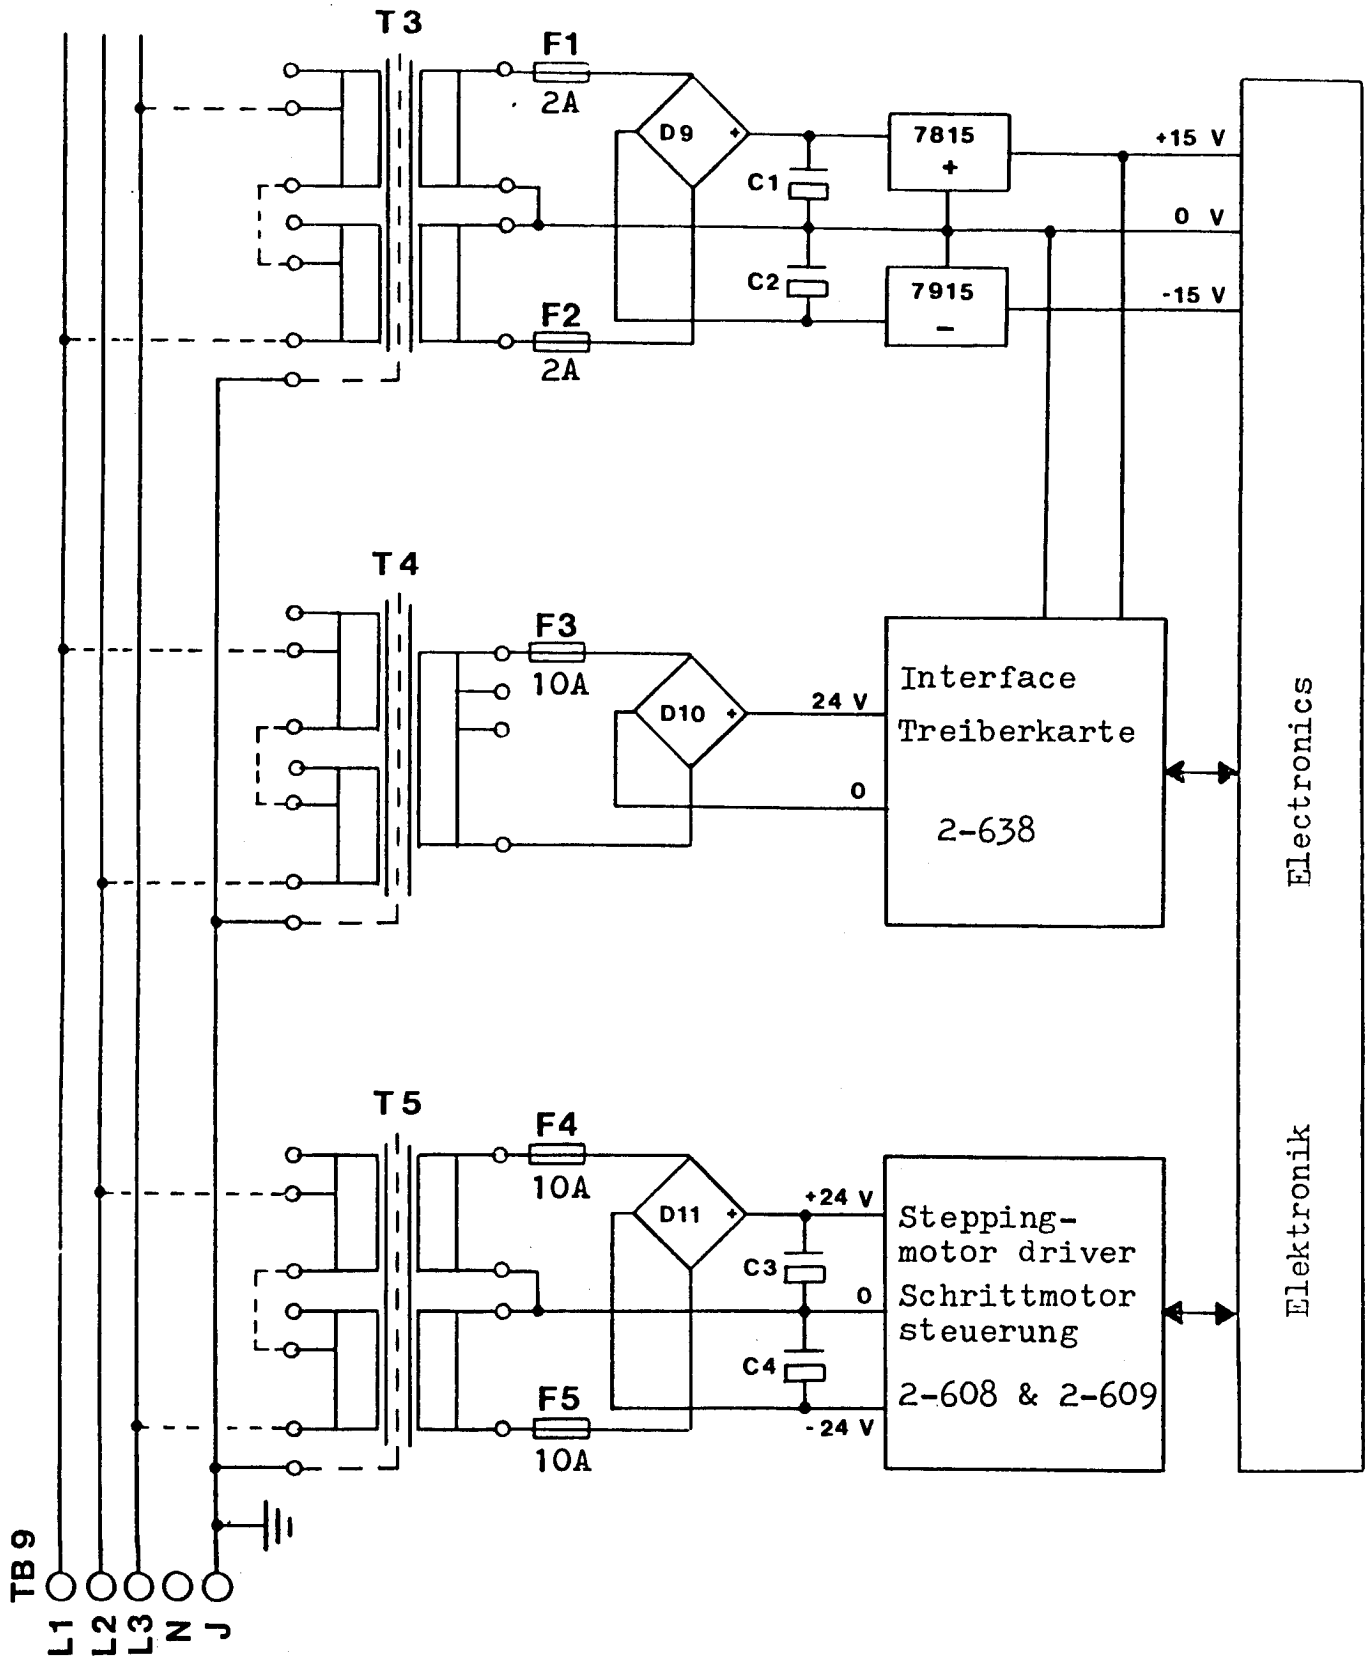 T3
F1
2A
D9
+
C1
7815
+
+15 V
0 V
C2
7915
-
-15 V
F2
2A
T4
F3
10A
D10
+
24 V
0
Interface
Treiberkarte
2-638
Electronics
T5
F4
10A
D11
+
+24 V
C3
0
C4
-24 V
F5
10A
Stepping-
motor driver
Schrittmotor
steuerung
2-608 & 2-609
Elektronik
TB9
L1
L2
L3
N
J